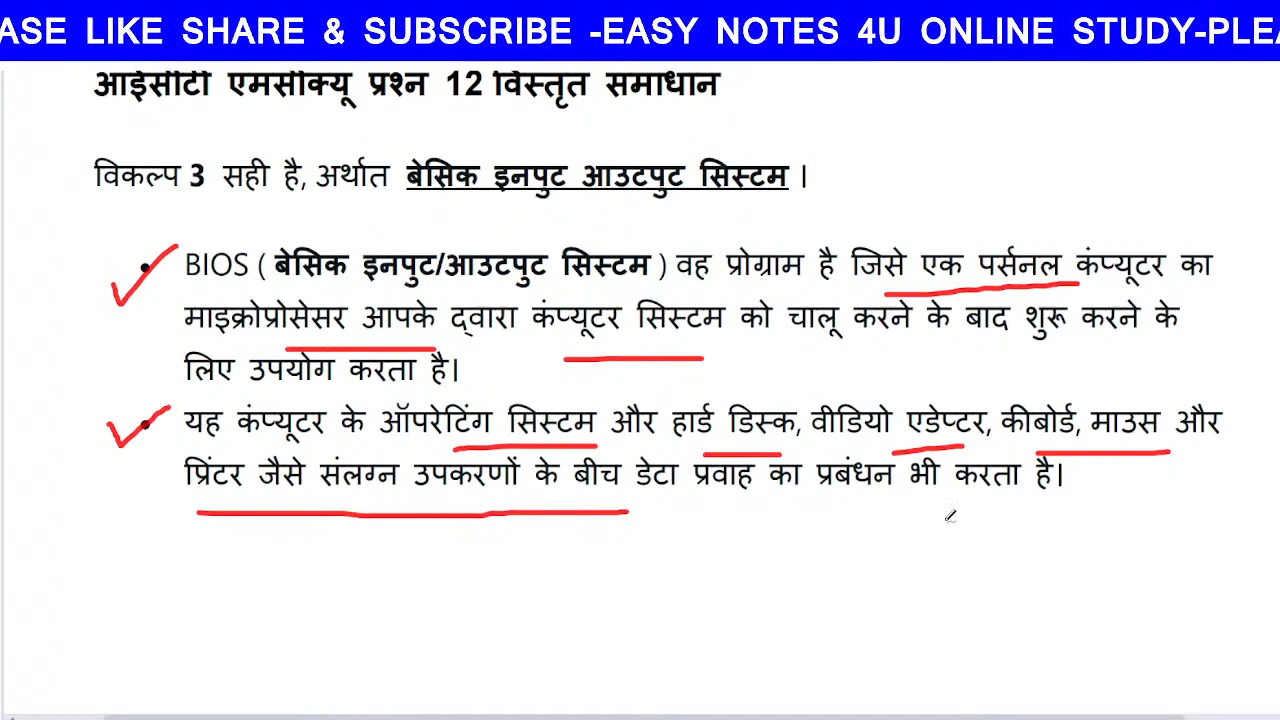 ASE LIKE SHARE & SUBSCRIBE -EASY NOTES 4U ONLINE STUDY-PLEA
आईसीटी एमसीक्यू प्रश्न 12 विस्तृत समाधान
विकल्प 3 सही है, अर्थात बेसिक इनपुट आउटपुट सिस्टम ।
• BIOS ( बेसिक इनपुट/आउटपुट सिस्टम ) वह प्रोग्राम है जिसे एक पर्सनल कंप्यूटर का
माइक्रोप्रोसेसर आपके द्वारा कंप्यूटर सिस्टम को चालू करने के बाद शुरू करने के
लिए उपयोग करता है।
• यह कंप्यूटर के ऑपरेटिंग सिस्टम और हार्ड डिस्क, वीडियो एडेप्टर, कीबोर्ड, माउस और
प्रिंटर जैसे संलग्न उपकरणों के बीच डेटा प्रवाह का प्रबंधन भी करता है।